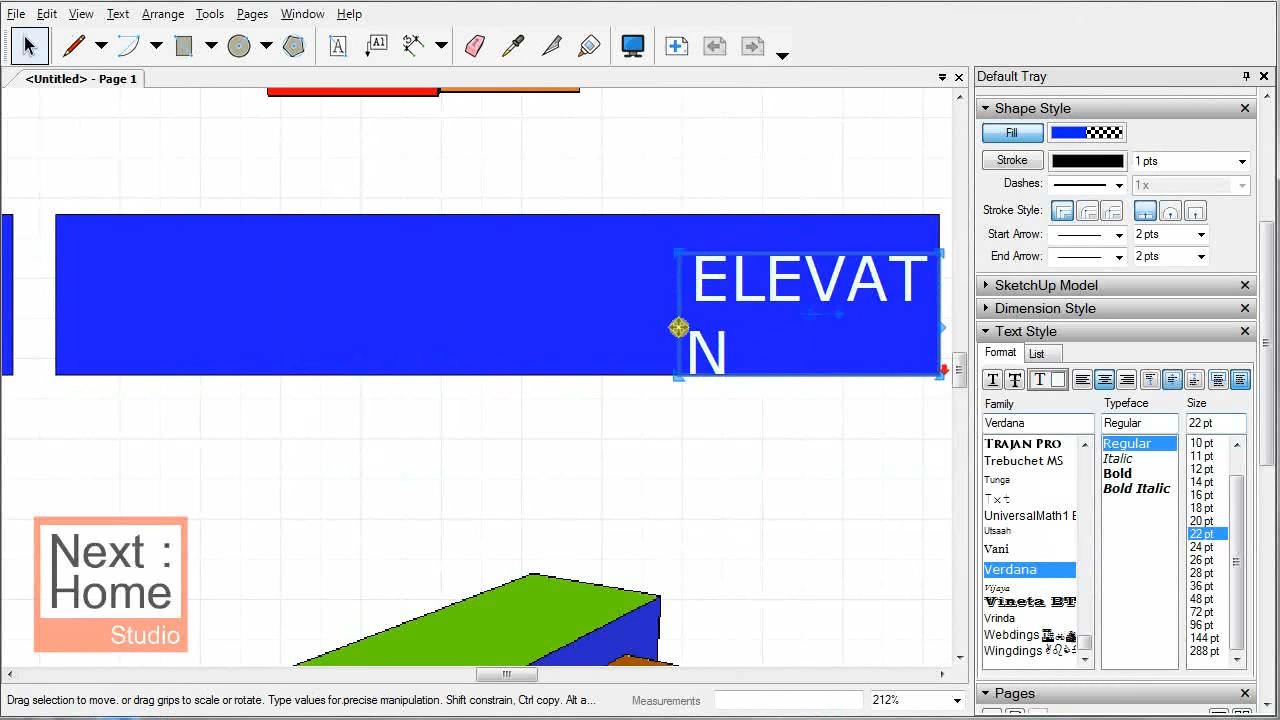 File Edit View Text Arrange Tools Pages Window Help
A A1
<Untitled> - Page 1
Default Tray
Shape Style
Fill
Stroke 1 pts
Dashes: 1 x
Stroke Style:
Start Arrow: 2 pts
End Arrow: 2 pts
SketchUp Model
Dimension Style
Text Style
Format List
T T T
Family Typeface Size
Verdana Regular 22 pt
TRAJAN PRO Regular 10 pt
Trebuchet MS Italic 11 pt
Tunga Bold 12 pt
Txt Bold Italic 14 pt
UniversalMath1 E 16 pt
Utsaah 18 pt
Vani 20 pt
Verdana 22 pt
Vijaya 24 pt
Vineta BT 26 pt
Vrinda 28 pt
Webdings 36 pt
Wingdings 48 pt
72 pt
96 pt
144 pt
288 pt
Pages
ELEVAT
N
Next :
Home
Studio
Drag selection to move. or drag grips to scale or rotate. Type values for precise manipulation. Shift constrain, Ctrl copy. Alt a... Measurements 212%